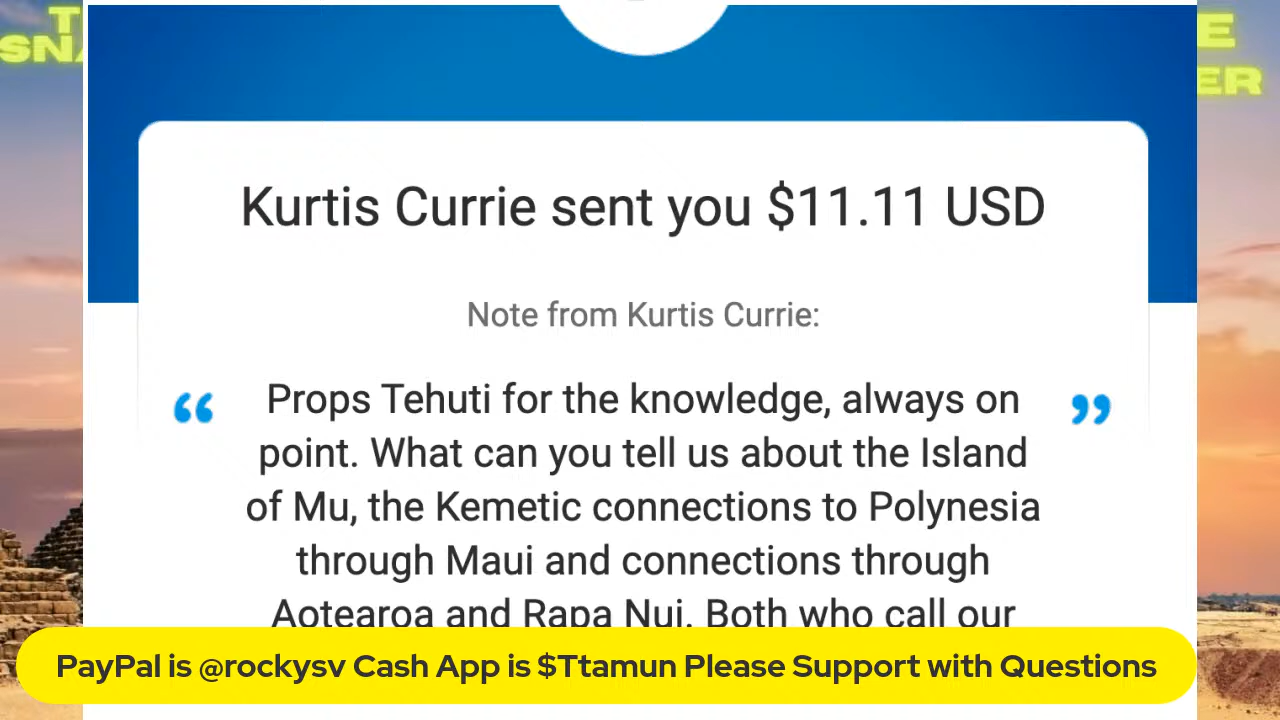 Kurtis Currie sent you $11.11 USD
Note from Kurtis Currie:
“ Props Tehuti for the knowledge, always on ”
point. What can you tell us about the Island
of Mu, the Kemetic connections to Polynesia
through Maui and connections through
Aotearoa and Rapa Nui. Both who call our
PayPal is @rockysv Cash App is $Ttamun Please Support with Questions